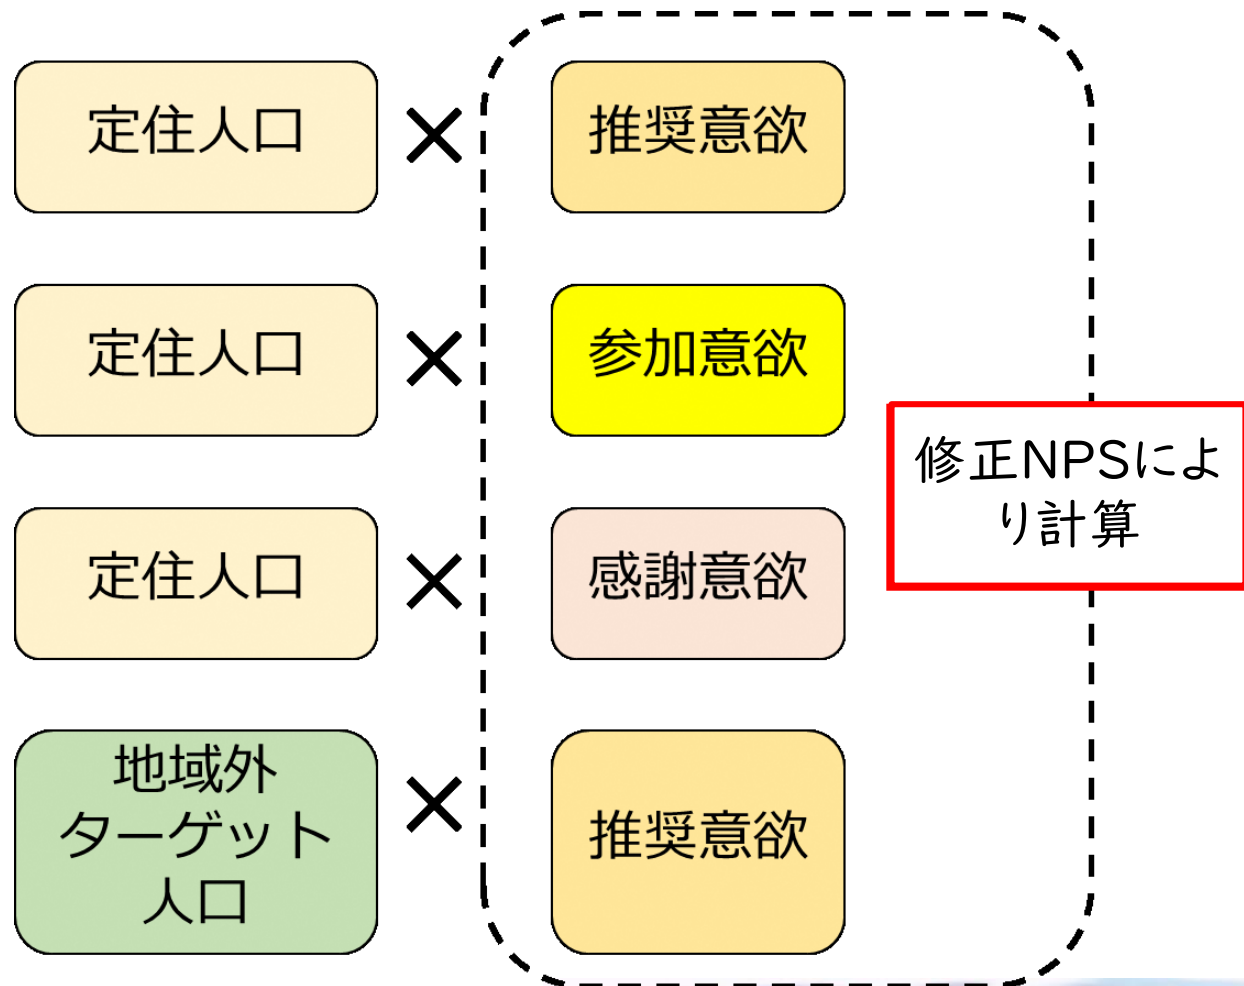 定住人口 × 推奨意欲
定住人口 × 参加意欲
修正NPSによ
り計算
定住人口 × 感謝意欲
地域外
ターゲット
人口
× 推奨意欲